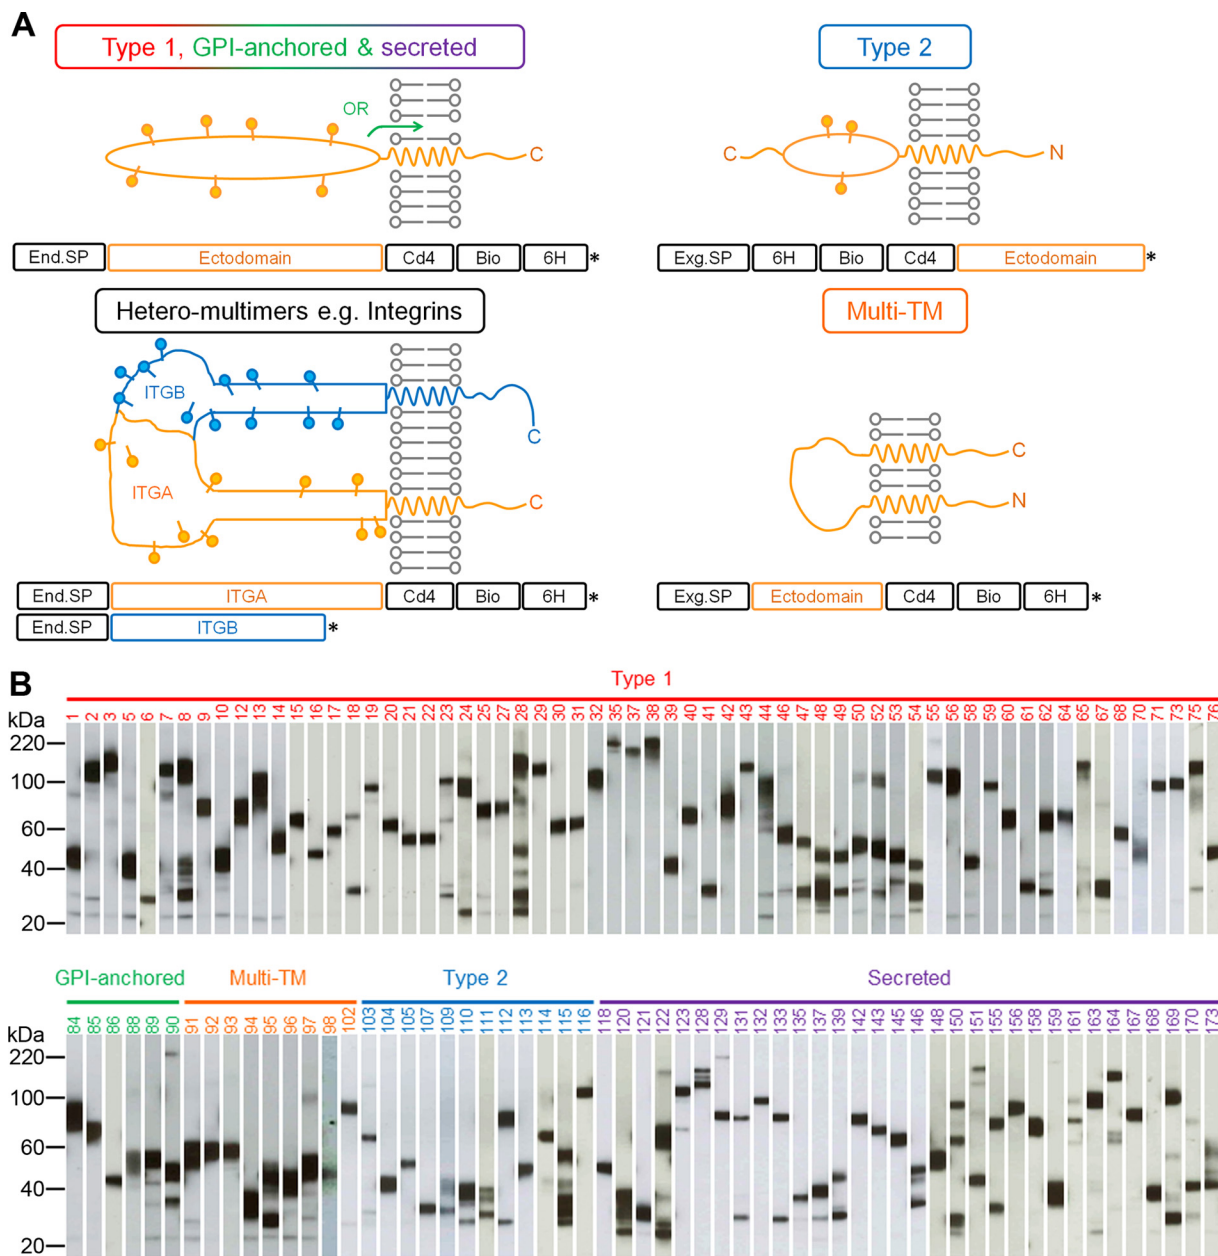 A
Type 1, GPI-anchored & secreted
Type 2
OR
C
C
N
End.SP Ectodomain Cd4 Bio 6H *
Exg.SP 6H Bio Cd4 Ectodomain *
Hetero-multimers e.g. Integrins
Multi-TM
ITGB
C
ITGA
C
C
N
End.SP ITGA Cd4 Bio 6H *
End.SP ITGB *
Exg.SP Ectodomain Cd4 Bio 6H *
B
Type 1
kDa 1 2 3 5 6 7 8 9 10 12 13 14 15 16 17 18 19 20 21 22 23 24 25 27 28 29 30 31 32 35 37 38 39 40 41 42 43 44 46 47 48 49 50 52 53 54 55 56 58 59 60 61 62 64 65 67 68 70 71 73 75 76
220
100
60
40
20
GPI-anchored Multi-TM Type 2 Secreted
kDa 84 85 86 88 89 90 91 92 93 94 95 96 97 98 102 103 104 105 107 109 110 111 112 113 114 115 116 118 120 121 122 123 128 129 131 132 133 135 137 139 142 143 145 146 148 150 151 155 156 158 159 161 163 164 167 168 169 170 173
220
100
60
40
20